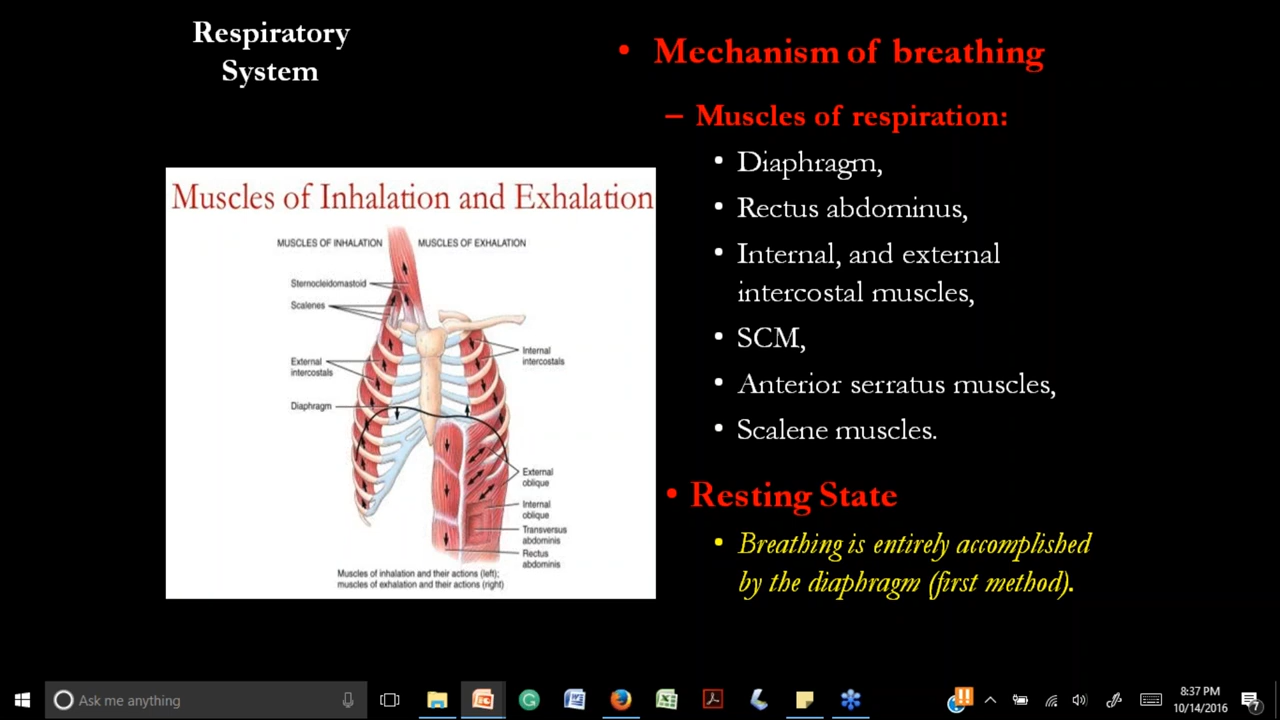 Respiratory
System
• Mechanism of breathing
– Muscles of respiration:
• Diaphragm,
• Rectus abdominus,
• Internal, and external
intercostal muscles,
• SCM,
• Anterior serratus muscles,
• Scalene muscles.
• Resting State
• Breathing is entirely accomplished
by the diaphragm (first method).
Muscles of Inhalation and Exhalation
MUSCLES OF INHALATION
MUSCLES OF EXHALATION
Sternocleidomastoid
Scalenes
External
intercostals
Diaphragm
Internal
intercostals
External
oblique
Internal
oblique
Transversus
abdominis
Rectus
abdominis
Muscles of inhalation and their actions (left);
muscles of exhalation and their actions (right)
Ask me anything
8:37 PM
10/14/2016
7